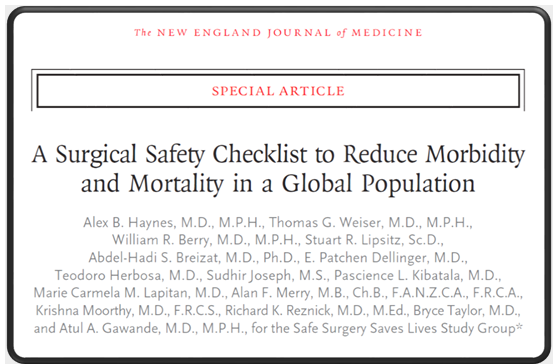 The NEW ENGLAND JOURNAL of MEDICINE
SPECIAL ARTICLE
A Surgical Safety Checklist to Reduce Morbidity
and Mortality in a Global Population
Alex B. Haynes, M.D., M.P.H., Thomas G. Weiser, M.D., M.P.H.,
William R. Berry, M.D., M.P.H., Stuart R. Lipsitz, Sc.D.,
Abdel-Hadi S. Breizat, M.D., Ph.D., E. Patchen Dellinger, M.D.,
Teodoro Herbosa, M.D., Sudhir Joseph, M.S., Pascience L. Kibatala, M.D.,
Marie Carmela M. Lapitan, M.D., Alan F. Merry, M.B., Ch.B., F.A.N.Z.C.A., F.R.C.A.,
Krishna Moorthy, M.D., F.R.C.S., Richard K. Reznick, M.D., M.Ed., Bryce Taylor, M.D.,
and Atul A. Gawande, M.D., M.P.H., for the Safe Surgery Saves Lives Study Group*